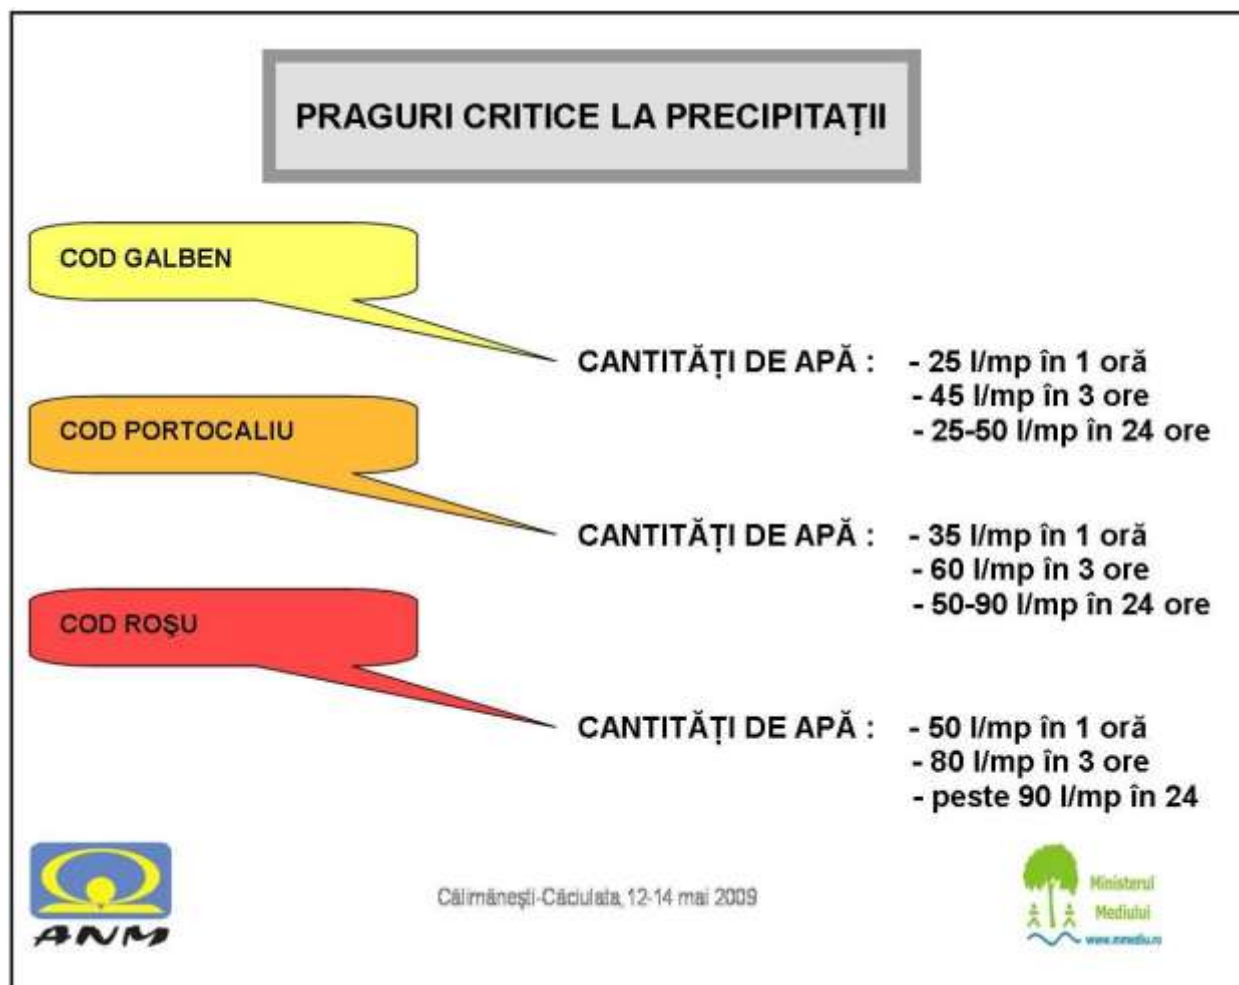 PRAGURI CRITICE LA PRECIPITAȚII
COD GALBEN
CANTITĂȚI DE APĂ : - 25 l/mp în 1 oră
- 45 l/mp în 3 ore
- 25-50 l/mp în 24 ore
COD PORTOCALIU
CANTITĂȚI DE APĂ : - 35 l/mp în 1 oră
- 60 l/mp în 3 ore
- 50-90 l/mp în 24 ore
COD ROŞU
CANTITĂȚI DE APĂ : - 50 l/mp în 1 oră
- 80 l/mp în 3 ore
- peste 90 l/mp în 24
ANM
Călimăneşti-Căciulata, 12-14 mai 2009
Ministerul
Mediului
www.mmediu.ro